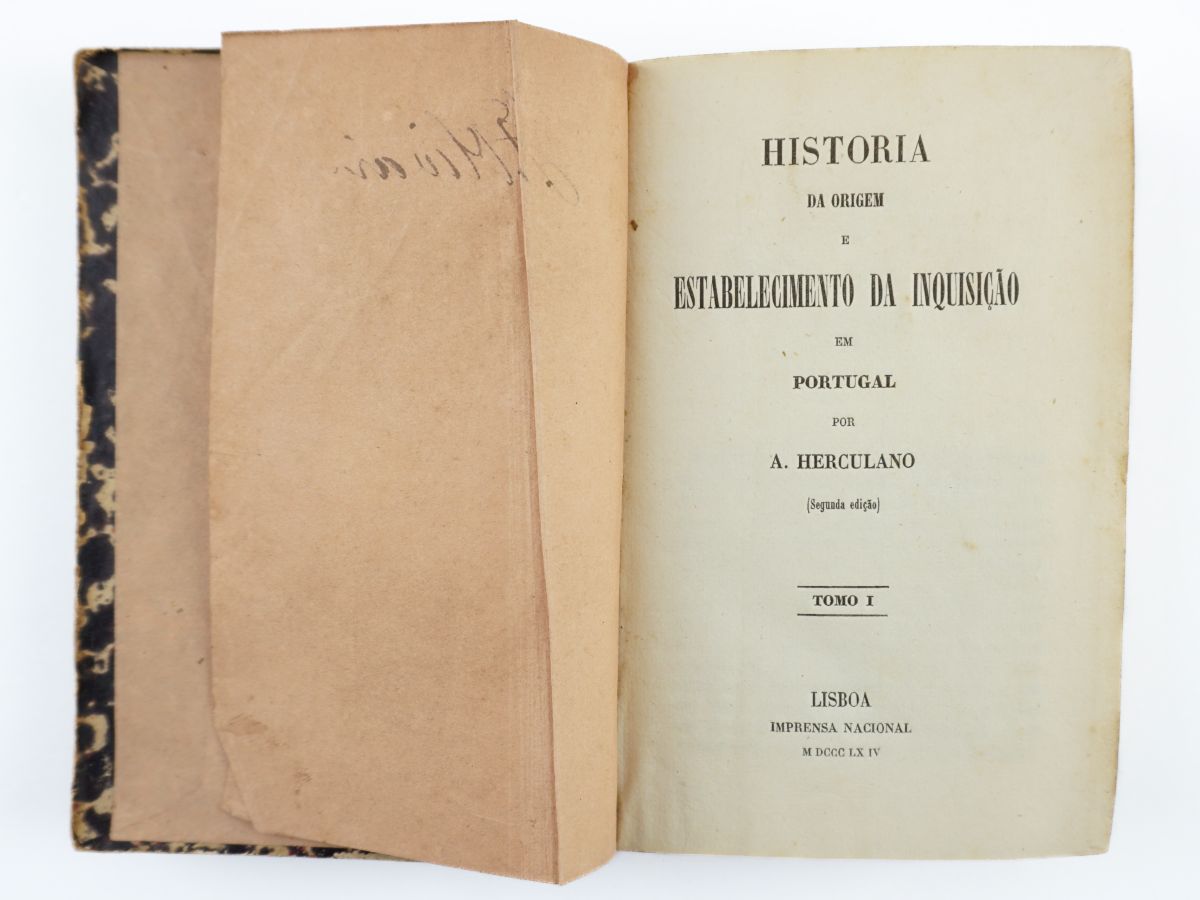 HISTORIA
DA ORIGEM
E
ESTABELECIMENTO DA INQUISIÇÃO
EM
PORTUGAL
POR
A. HERCULANO
(Segunda edição)
TOMO I
LISBOA
IMPRENSA NACIONAL
M DCCC LX IV